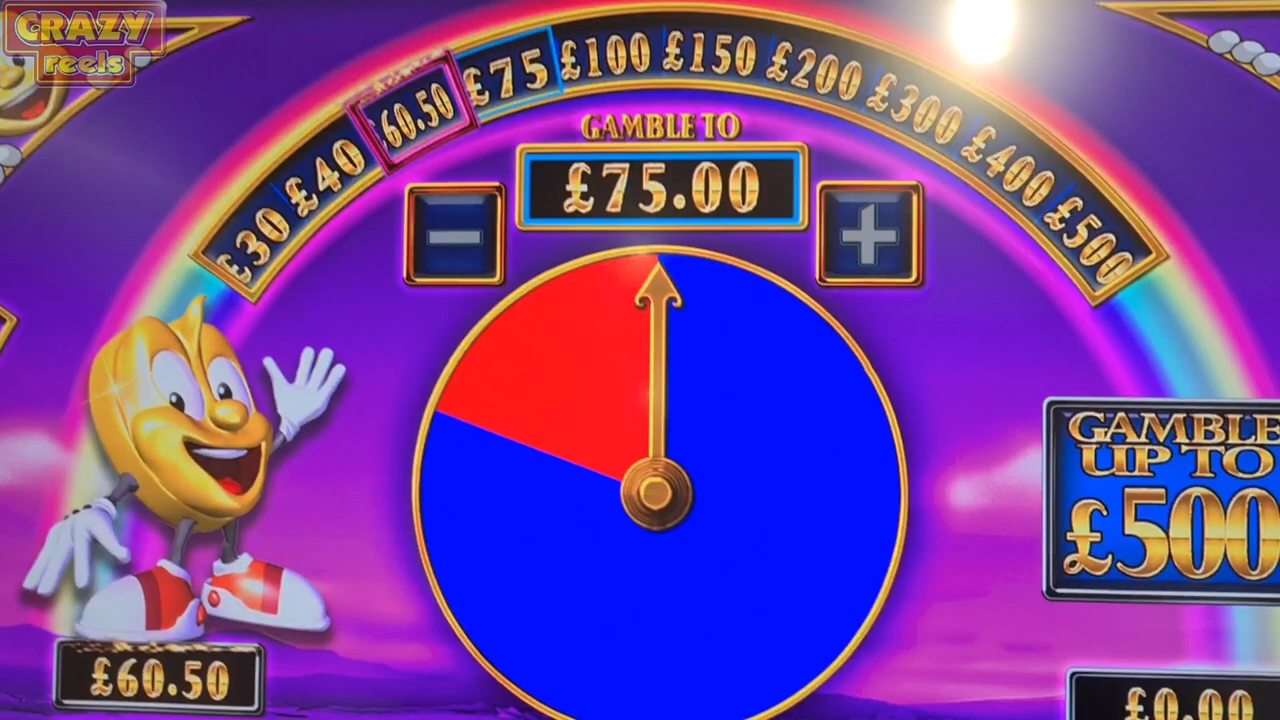 CRAZY
reels
£30 £40 £60.50 £75 £100 £150 £200 £300 £400 £500
GAMBLE TO
£75.00
− +
GAMBLE
UP TO
£500
£60.50
£0.00